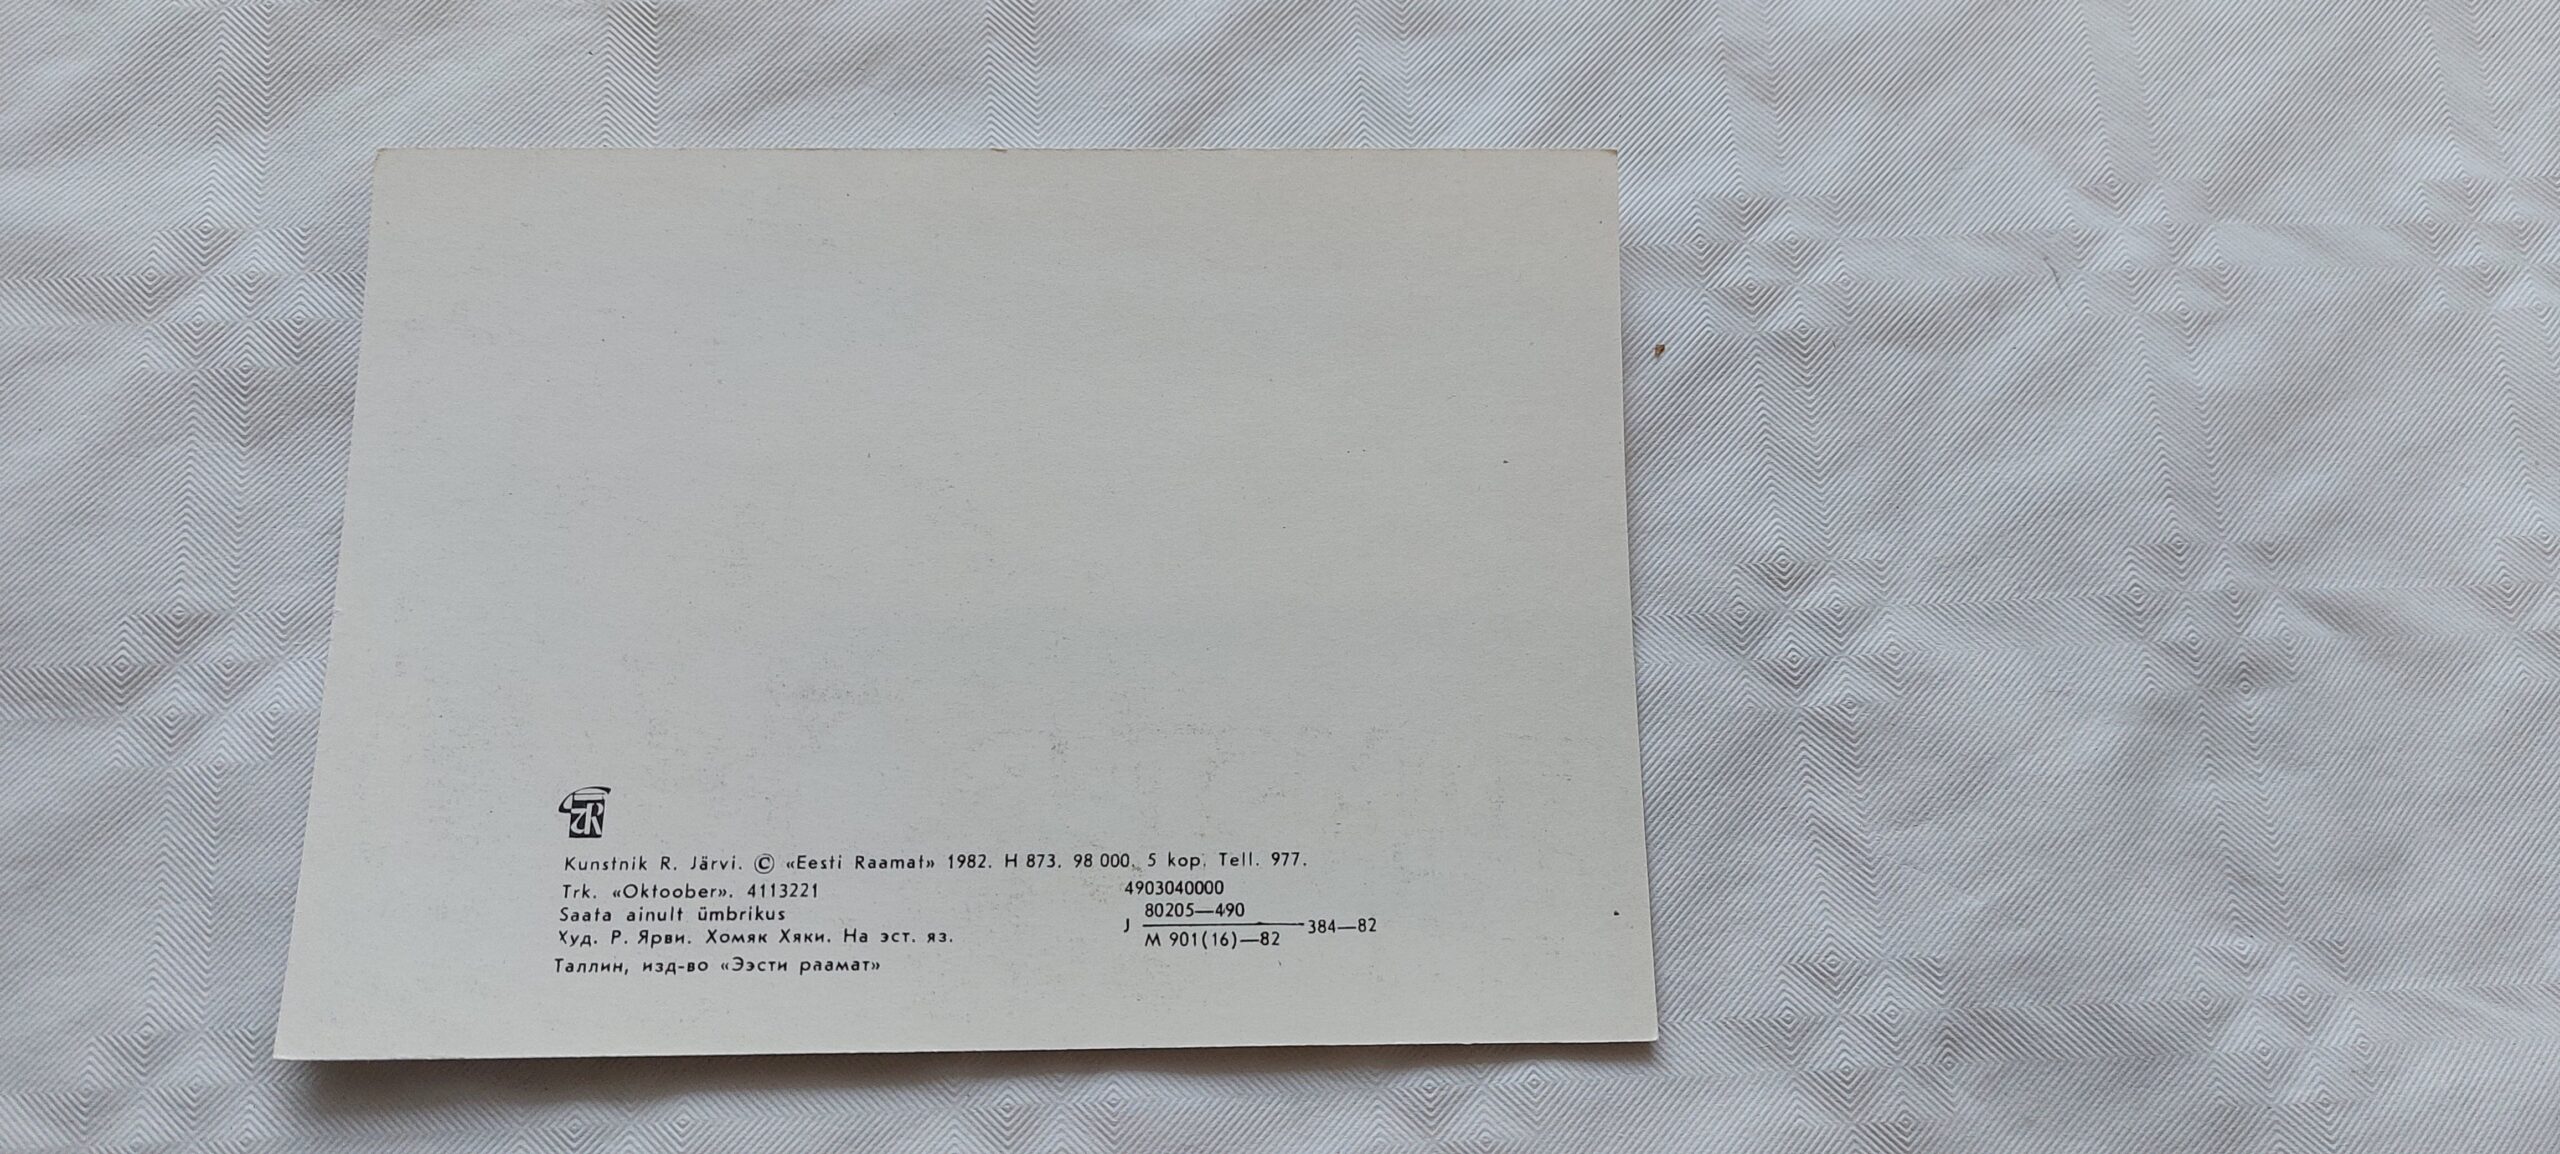 ER
Kunstnik R. Järvi. © «Eesti Raamat» 1982. H 873. 98 000. 5 kop. Tell. 977.
Trk. «Oktoober». 4113221
Saata ainult ümbrikus
Худ. Р. Ярви. Хомяк Хяки. На эст. яз.
Таллин, изд-во «Ээсти раамат»
4903040000
80205—490
J 384—82
M 901(16)—82